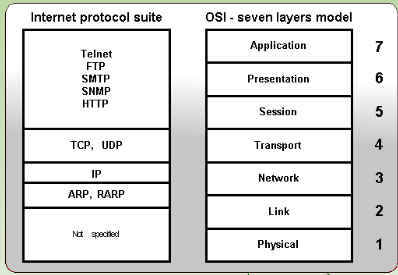 Internet protocol suite
Telnet
FTP
SMTP
SNMP
HTTP
TCP, UDP
IP
ARP, RARP
Not specified
OSI - seven layers model
Application 7
Presentation 6
Session 5
Transport 4
Network 3
Link 2
Physical 1